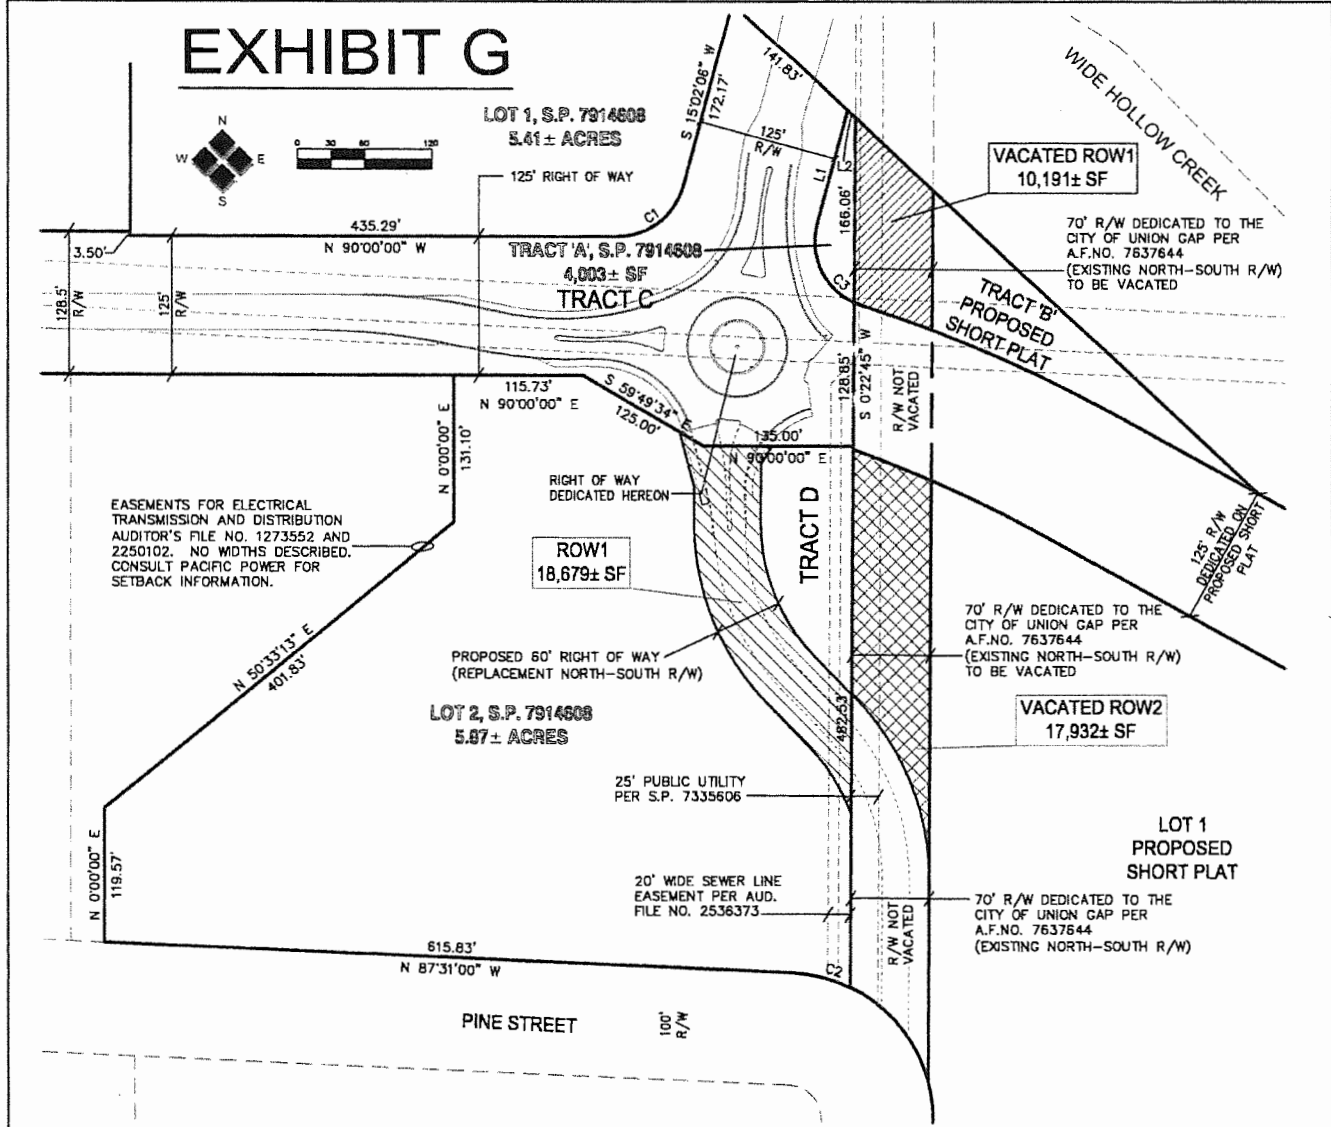 EXHIBIT G
N
W E
S
0 30 60 120
LOT 1, S.P. 7914608
5.41± ACRES
S 15°02'06" W
172.17'
141.83'
WIDE HOLLOW CREEK
125'
R/W
125' RIGHT OF WAY
L1
L2
166.06'
VACATED ROW1
10,191± SF
70' R/W DEDICATED TO THE
CITY OF UNION GAP PER
A.F.NO. 7637644
(EXISTING NORTH-SOUTH R/W)
TO BE VACATED
C1
435.29'
N 90°00'00" W
3.50'
128.5'
R/W
125'
R/W
TRACT 'A', S.P. 7914608
4,003± SF
TRACT C
C3
TRACT 'B'
PROPOSED
SHORT PLAT
128.85'
S 0°22'45" W
R/W NOT
VACATED
115.73'
N 90°00'00" E
S 59°49'34" E
125.00'
135.00'
N 90°00'00" E
N 0°00'00" E
131.10'
RIGHT OF WAY
DEDICATED HEREON
TRACT D
EASEMENTS FOR ELECTRICAL
TRANSMISSION AND DISTRIBUTION
AUDITOR'S FILE NO. 1273552 AND
2250102. NO WIDTHS DESCRIBED.
CONSULT PACIFIC POWER FOR
SETBACK INFORMATION.
ROW1
18,679± SF
125' R/W
DEDICATED ON
PROPOSED SHORT
PLAT
70' R/W DEDICATED TO THE
CITY OF UNION GAP PER
A.F.NO. 7637644
(EXISTING NORTH-SOUTH R/W)
TO BE VACATED
N 50°33'13" E
401.83'
PROPOSED 60' RIGHT OF WAY
(REPLACEMENT NORTH-SOUTH R/W)
LOT 2, S.P. 7914608
5.87± ACRES
482.53'
VACATED ROW2
17,932± SF
25' PUBLIC UTILITY
PER S.P. 7335606
LOT 1
PROPOSED
SHORT PLAT
N 0°00'00" E
119.57'
20' WIDE SEWER LINE
EASEMENT PER AUD.
FILE NO. 2536373
R/W NOT
VACATED
70' R/W DEDICATED TO THE
CITY OF UNION GAP PER
A.F.NO. 7637644
(EXISTING NORTH-SOUTH R/W)
615.83'
N 87°31'00" W
C2
PINE STREET
100'
R/W